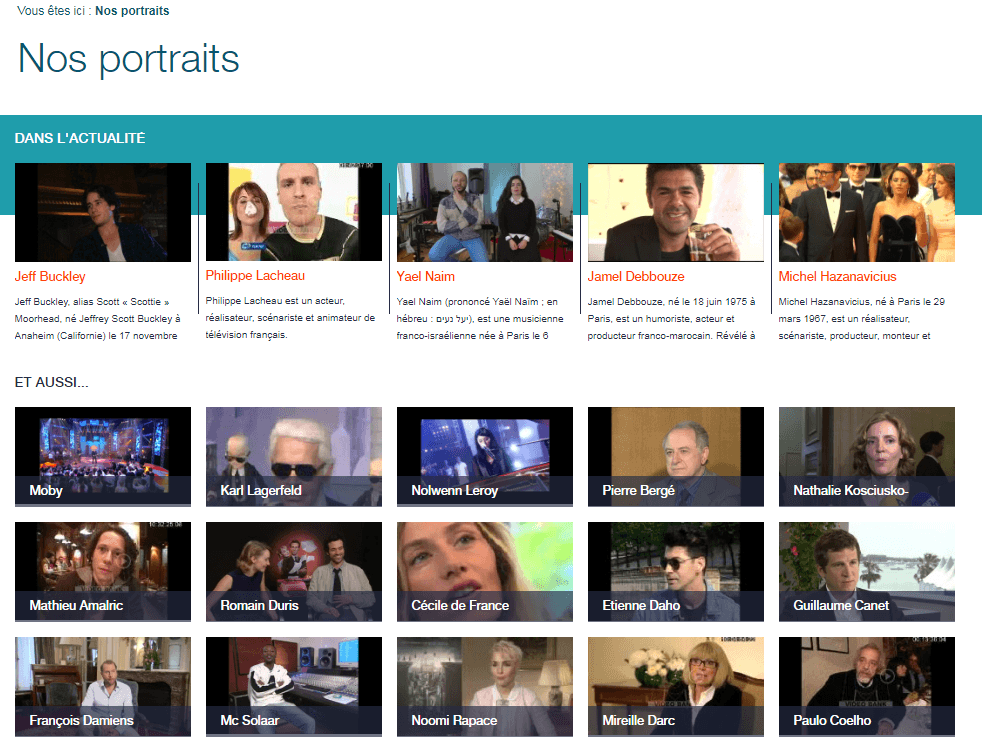 Vous êtes ici : Nos portraits
Nos portraits
DANS L'ACTUALITÉ
Jeff Buckley
Jeff Buckley, alias Scott « Scottie »
Moorhead, né Jeffrey Scott Buckley à
Anaheim (Californie) le 17 novembre
Philippe Lacheau
Philippe Lacheau est un acteur,
réalisateur, scénariste et animateur de
télévision français.
Yael Naim
Yael Naim (prononcé Yaël Naïm ; en
hébreu : יעל נעים), est une musicienne
franco-israélienne née à Paris le 6
Jamel Debbouze
Jamel Debbouze, né le 18 juin 1975 à
Paris, est un humoriste, acteur et
producteur franco-marocain. Révélé à
Michel Hazanavicius
Michel Hazanavicius, né à Paris le 29
mars 1967, est un réalisateur,
scénariste, producteur, monteur et
ET AUSSI...
Moby
Karl Lagerfeld
Nolwenn Leroy
Pierre Bergé
Nathalie Kosciusko-
Mathieu Amalric
Romain Duris
Cécile de France
Etienne Daho
Guillaume Canet
François Damiens
Mc Solaar
Noomi Rapace
Mireille Darc
Paulo Coelho